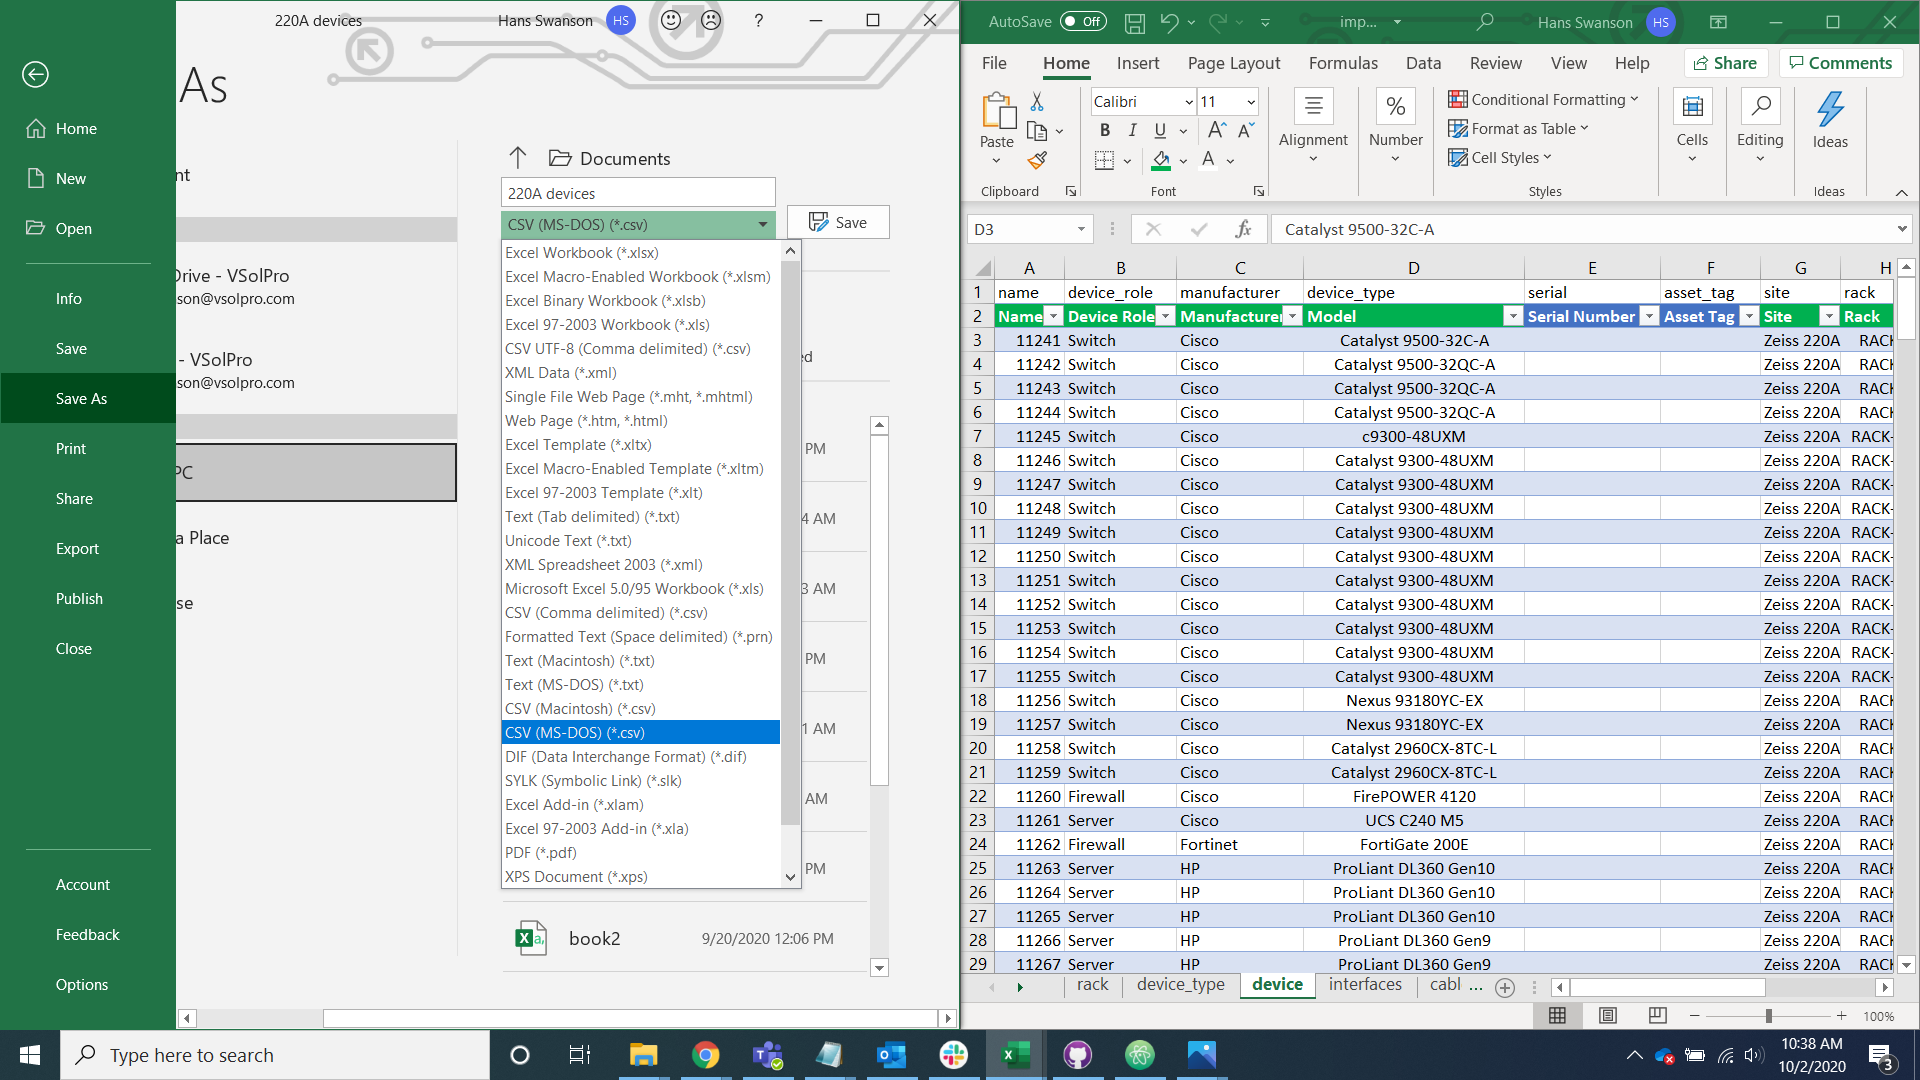 220A devices
Hans Swanson
HS
?
As
Home
New
Open
Info
Save
Save As
Print
Share
Export
Publish
Close
Account
Feedback
Options
nt
Drive - VSolPro
son@vsolpro.com
- VSolPro
son@vsolpro.com
PC
a Place
se
Documents
220A devices
CSV (MS-DOS) (*.csv)
Save
Excel Workbook (*.xlsx)
Excel Macro-Enabled Workbook (*.xlsm)
Excel Binary Workbook (*.xlsb)
Excel 97-2003 Workbook (*.xls)
CSV UTF-8 (Comma delimited) (*.csv)
XML Data (*.xml)
Single File Web Page (*.mht, *.mhtml)
Web Page (*.htm, *.html)
Excel Template (*.xltx)
Excel Macro-Enabled Template (*.xltm)
Excel 97-2003 Template (*.xlt)
Text (Tab delimited) (*.txt)
Unicode Text (*.txt)
XML Spreadsheet 2003 (*.xml)
Microsoft Excel 5.0/95 Workbook (*.xls)
CSV (Comma delimited) (*.csv)
Formatted Text (Space delimited) (*.prn)
Text (Macintosh) (*.txt)
Text (MS-DOS) (*.txt)
CSV (Macintosh) (*.csv)
CSV (MS-DOS) (*.csv)
DIF (Data Interchange Format) (*.dif)
SYLK (Symbolic Link) (*.slk)
Excel Add-in (*.xlam)
Excel 97-2003 Add-in (*.xla)
PDF (*.pdf)
XPS Document (*.xps)
ed
PM
4 AM
3 AM
PM
1 AM
AM
PM
book2 9/20/2020 12:06 PM
AutoSave Off imp... Hans Swanson HS
File Home Insert Page Layout Formulas Data Review View Help Share Comments
Paste
Clipboard
Calibri 11
B I U A A
A
Font
Alignment
%
Number
Conditional Formatting
Format as Table
Cell Styles
Styles
Cells
Editing
Ideas
Ideas
D3 fx Catalyst 9500-32C-A
A B C D E F G H
1 name device_role manufacturer device_type serial asset_tag site rack
2 Name Device Role Manufacturer Model Serial Number Asset Tag Site Rack
3 11241 Switch Cisco Catalyst 9500-32C-A Zeiss 220A RACK
4 11242 Switch Cisco Catalyst 9500-32QC-A Zeiss 220A RACK
5 11243 Switch Cisco Catalyst 9500-32QC-A Zeiss 220A RACK
6 11244 Switch Cisco Catalyst 9500-32QC-A Zeiss 220A RACK
7 11245 Switch Cisco c9300-48UXM Zeiss 220A RACK-
8 11246 Switch Cisco Catalyst 9300-48UXM Zeiss 220A RACK-
9 11247 Switch Cisco Catalyst 9300-48UXM Zeiss 220A RACK-
10 11248 Switch Cisco Catalyst 9300-48UXM Zeiss 220A RACK-
11 11249 Switch Cisco Catalyst 9300-48UXM Zeiss 220A RACK-
12 11250 Switch Cisco Catalyst 9300-48UXM Zeiss 220A RACK-
13 11251 Switch Cisco Catalyst 9300-48UXM Zeiss 220A RACK-
14 11252 Switch Cisco Catalyst 9300-48UXM Zeiss 220A RACK-
15 11253 Switch Cisco Catalyst 9300-48UXM Zeiss 220A RACK-
16 11254 Switch Cisco Catalyst 9300-48UXM Zeiss 220A RACK-
17 11255 Switch Cisco Catalyst 9300-48UXM Zeiss 220A RACK-
18 11256 Switch Cisco Nexus 93180YC-EX Zeiss 220A RACK
19 11257 Switch Cisco Nexus 93180YC-EX Zeiss 220A RACK
20 11258 Switch Cisco Catalyst 2960CX-8TC-L Zeiss 220A RACK
21 11259 Switch Cisco Catalyst 2960CX-8TC-L Zeiss 220A RACK
22 11260 Firewall Cisco FirePOWER 4120 Zeiss 220A RACK
23 11261 Server Cisco UCS C240 M5 Zeiss 220A RACK
24 11262 Firewall Fortinet FortiGate 200E Zeiss 220A RACK
25 11263 Server HP ProLiant DL360 Gen10 Zeiss 220A RACK
26 11264 Server HP ProLiant DL360 Gen10 Zeiss 220A RACK
27 11265 Server HP ProLiant DL360 Gen10 Zeiss 220A RACK
28 11266 Server HP ProLiant DL360 Gen9 Zeiss 220A RACK
29 11267 Server HP ProLiant DL360 Gen9 Zeiss 220A RACK
rack device_type device interfaces cabl ...
100%
Type here to search
10:38 AM
10/2/2020
3